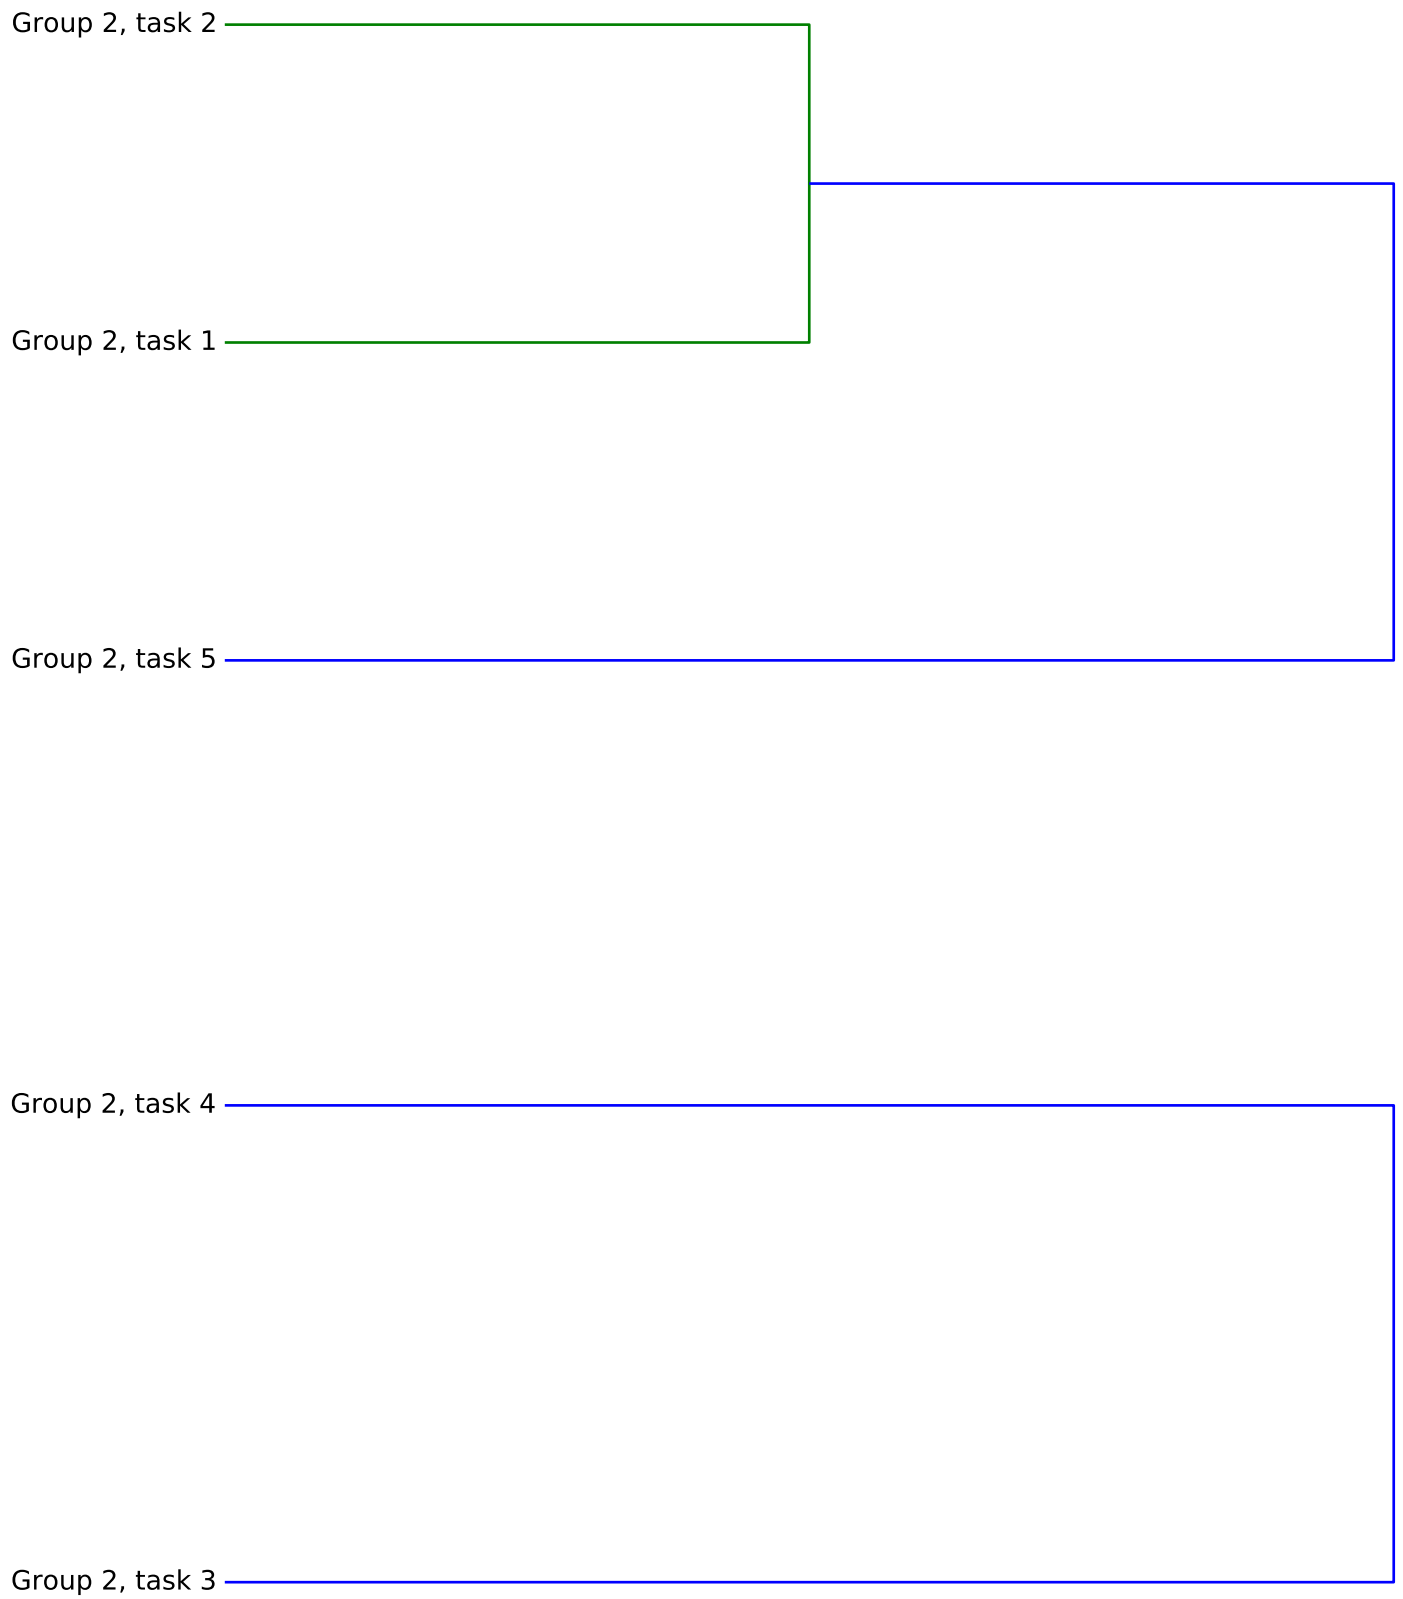 Group 2, task 2
Group 2, task 1
Group 2, task 5
Group 2, task 4
Group 2, task 3